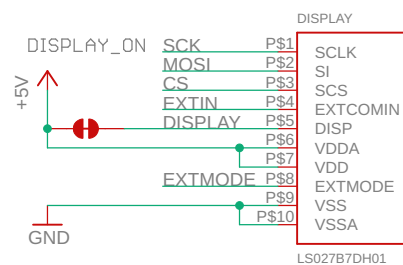 DISPLAY
DISPLAY_ON
+5V
SCK P$1 SCLK
MOSI P$2 SI
CS P$3 SCS
EXTIN P$4 EXTCOMIN
DISPLAY P$5 DISP
P$6 VDDA
P$7 VDD
EXTMODE P$8 EXTMODE
P$9 VSS
P$10 VSSA
GND
LS027B7DH01